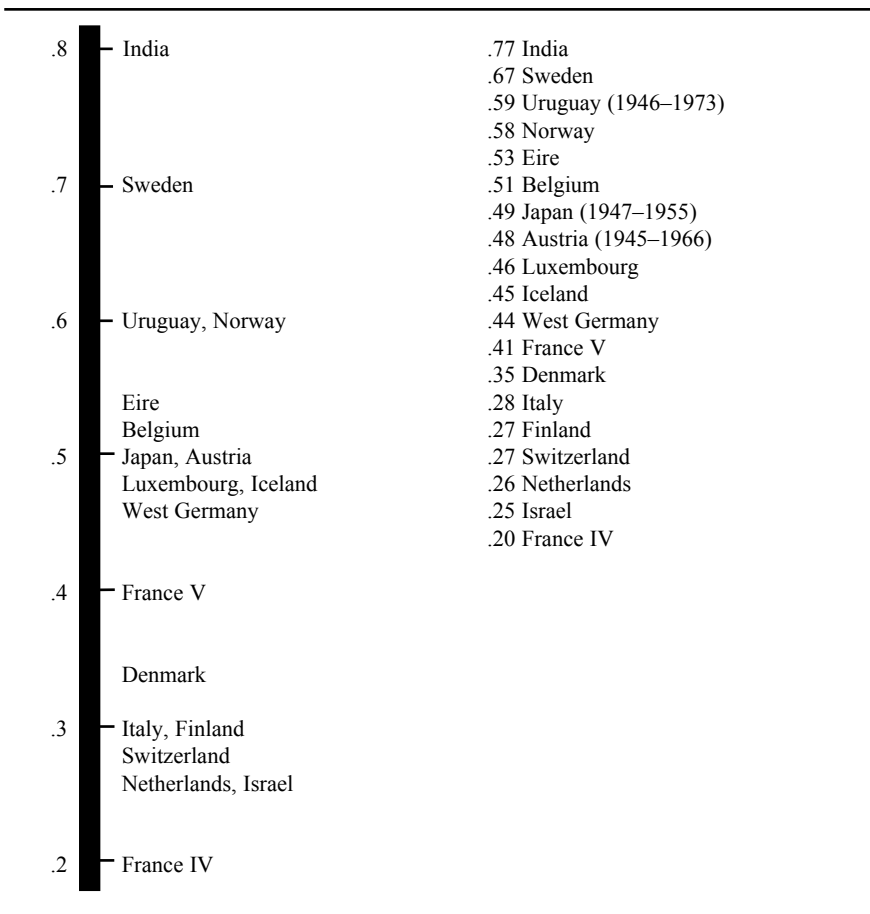 .8 India
.7 Sweden
.6 Uruguay, Norway
Eire
Belgium
.5 Japan, Austria
Luxembourg, Iceland
West Germany
.4 France V
Denmark
.3 Italy, Finland
Switzerland
Netherlands, Israel
.2 France IV
.77 India
.67 Sweden
.59 Uruguay (1946–1973)
.58 Norway
.53 Eire
.51 Belgium
.49 Japan (1947–1955)
.48 Austria (1945–1966)
.46 Luxembourg
.45 Iceland
.44 West Germany
.41 France V
.35 Denmark
.28 Italy
.27 Finland
.27 Switzerland
.26 Netherlands
.25 Israel
.20 France IV